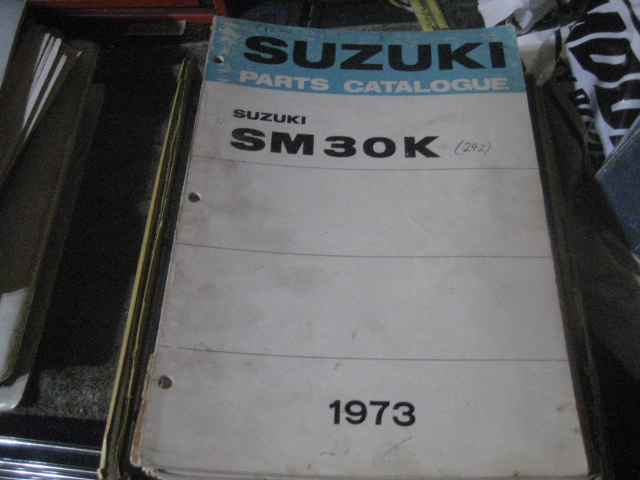 SUZUKI
PARTS CATALOGUE
SUZUKI
SM30K (292)
1973